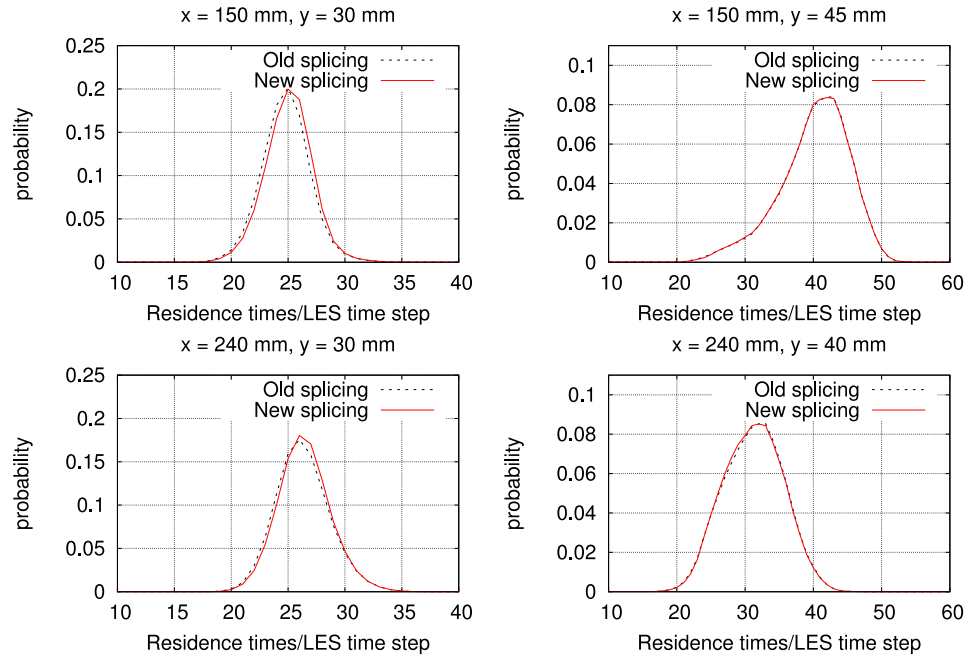 x = 150 mm, y = 30 mm
0.25
0.2
0.15
0.1
0.05
0
probability
Old splicing
New splicing
10 15 20 25 30 35 40
Residence times/LES time step
x = 150 mm, y = 45 mm
0.1
0.08
0.06
0.04
0.02
0
probability
Old splicing
New splicing
10 20 30 40 50 60
Residence times/LES time step
x = 240 mm, y = 30 mm
0.25
0.2
0.15
0.1
0.05
0
probability
Old splicing
New splicing
10 15 20 25 30 35 40
Residence times/LES time step
x = 240 mm, y = 40 mm
0.1
0.08
0.06
0.04
0.02
0
probability
Old splicing
New splicing
10 20 30 40 50 60
Residence times/LES time step